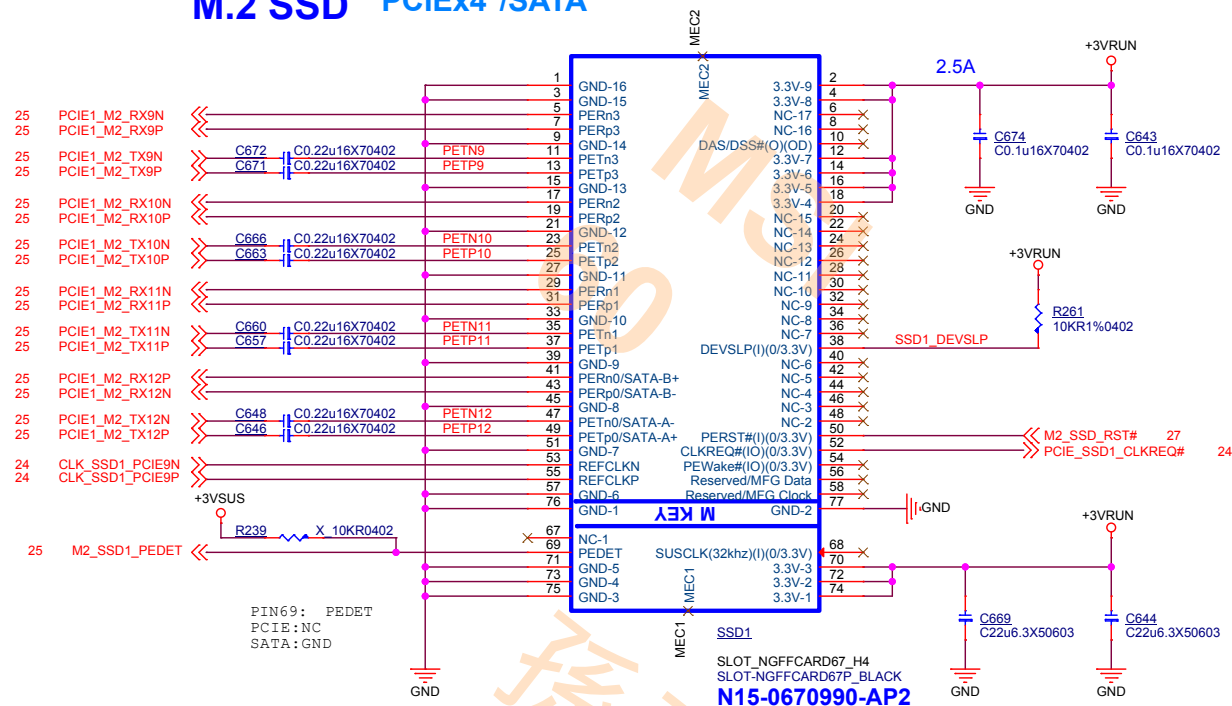 M.2 SSD PCIEx4 /SATA
MEC2
+3VRUN
2.5A
MEC2
1 GND-16 3.3V-9 2
3 GND-15 3.3V-8 4
25 PCIE1_M2_RX9N 5 PERn3 NC-17 6
25 PCIE1_M2_RX9P 7 PERp3 NC-16 8
9 GND-14 DAS/DSS#(O)(OD) 10
25 PCIE1_M2_TX9N C672 C0.22u16X70402 PETN9 11 PETn3 3.3V-7 12
25 PCIE1_M2_TX9P C671 C0.22u16X70402 PETP9 13 PETp3 3.3V-6 14
15 GND-13 3.3V-5 16
25 PCIE1_M2_RX10N 17 PERn2 3.3V-4 18
25 PCIE1_M2_RX10P 19 PERp2 NC-15 20
21 GND-12 NC-14 22
25 PCIE1_M2_TX10N C666 C0.22u16X70402 PETN10 23 PETn2 NC-13 24
25 PCIE1_M2_TX10P C663 C0.22u16X70402 PETP10 25 PETp2 NC-12 26
27 GND-11 NC-11 28
25 PCIE1_M2_RX11N 29 PERn1 NC-10 30
25 PCIE1_M2_RX11P 31 PERp1 NC-9 32
33 GND-10 NC-8 34
25 PCIE1_M2_TX11N C660 C0.22u16X70402 PETN11 35 PETn1 NC-7 36
25 PCIE1_M2_TX11P C657 C0.22u16X70402 PETP11 37 PETp1 DEVSLP(I)(0/3.3V) 38 SSD1_DEVSLP
39 GND-9 NC-6 40
25 PCIE1_M2_RX12P 41 PERn0/SATA-B+ NC-5 42
25 PCIE1_M2_RX12N 43 PERp0/SATA-B- NC-4 44
45 GND-8 NC-3 46
25 PCIE1_M2_TX12N C648 C0.22u16X70402 PETN12 47 PETn0/SATA-A- NC-2 48
25 PCIE1_M2_TX12P C646 C0.22u16X70402 PETP12 49 PETp0/SATA-A+ PERST#(I)(0/3.3V) 50 M2_SSD_RST# 27
51 GND-7 CLKREQ#(IO)(0/3.3V) 52 PCIE_SSD1_CLKREQ# 24
24 CLK_SSD1_PCIE9N 53 REFCLKN PEWake#(IO)(0/3.3V) 54
24 CLK_SSD1_PCIE9P 55 REFCLKP Reserved/MFG Data 56
57 GND-6 Reserved/MFG Clock 58
76 GND-1 GND-2 77 GND
M KEY
+3VSUS
R239 X_10KR0402
67 NC-1
25 M2_SSD1_PEDET 69 PEDET SUSCLK(32khz)(I)(0/3.3V) 68
71 GND-5 3.3V-3 70
73 GND-4 3.3V-2 72
75 GND-3 3.3V-1 74
MEC1
MEC1
C674
C0.1u16X70402
C643
C0.1u16X70402
GND
GND
+3VRUN
R261
10KR1%0402
+3VRUN
C669
C22u6.3X50603
C644
C22u6.3X50603
GND
GND
PIN69: PEDET
PCIE:NC
SATA:GND
GND
SSD1
SLOT_NGFFCARD67_H4
SLOT-NGFFCARD67P_BLACK
N15-0670990-AP2
MSI
60
孫